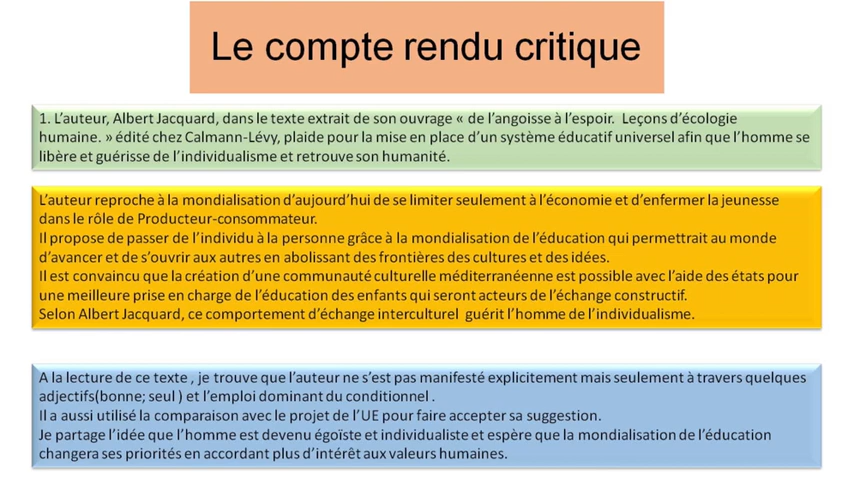 Le compte rendu critique
1. L'auteur, Albert Jacquard, dans le texte extrait de son ouvrage « de l'angoisse à l'espoir. Leçons d'écologie
humaine. » édité chez Calmann-Lévy, plaide pour la mise en place d'un système éducatif universel afin que l'homme se
libère et guérisse de l'individualisme et retrouve son humanité.
L'auteur reproche à la mondialisation d'aujourd'hui de se limiter seulement à l'économie et d'enfermer la jeunesse
dans le rôle de Producteur-consommateur.
Il propose de passer de l'individu à la personne grâce à la mondialisation de l'éducation qui permettrait au monde
d'avancer et de s'ouvrir aux autres en abolissant des frontières des cultures et des idées.
Il est convaincu que la création d'une communauté culturelle méditerranéenne est possible avec l'aide des états pour
une meilleure prise en charge de l'éducation des enfants qui seront acteurs de l'échange constructif.
Selon Albert Jacquard, ce comportement d'échange interculturel guérit l'homme de l'individualisme.
A la lecture de ce texte , je trouve que l'auteur ne s'est pas manifesté explicitement mais seulement à travers quelques
adjectifs(bonne; seul ) et l'emploi dominant du conditionnel .
Il a aussi utilisé la comparaison avec le projet de l'UE pour faire accepter sa suggestion.
Je partage l'idée que l'homme est devenu égoïste et individualiste et espère que la mondialisation de l'éducation
changera ses priorités en accordant plus d'intérêt aux valeurs humaines.